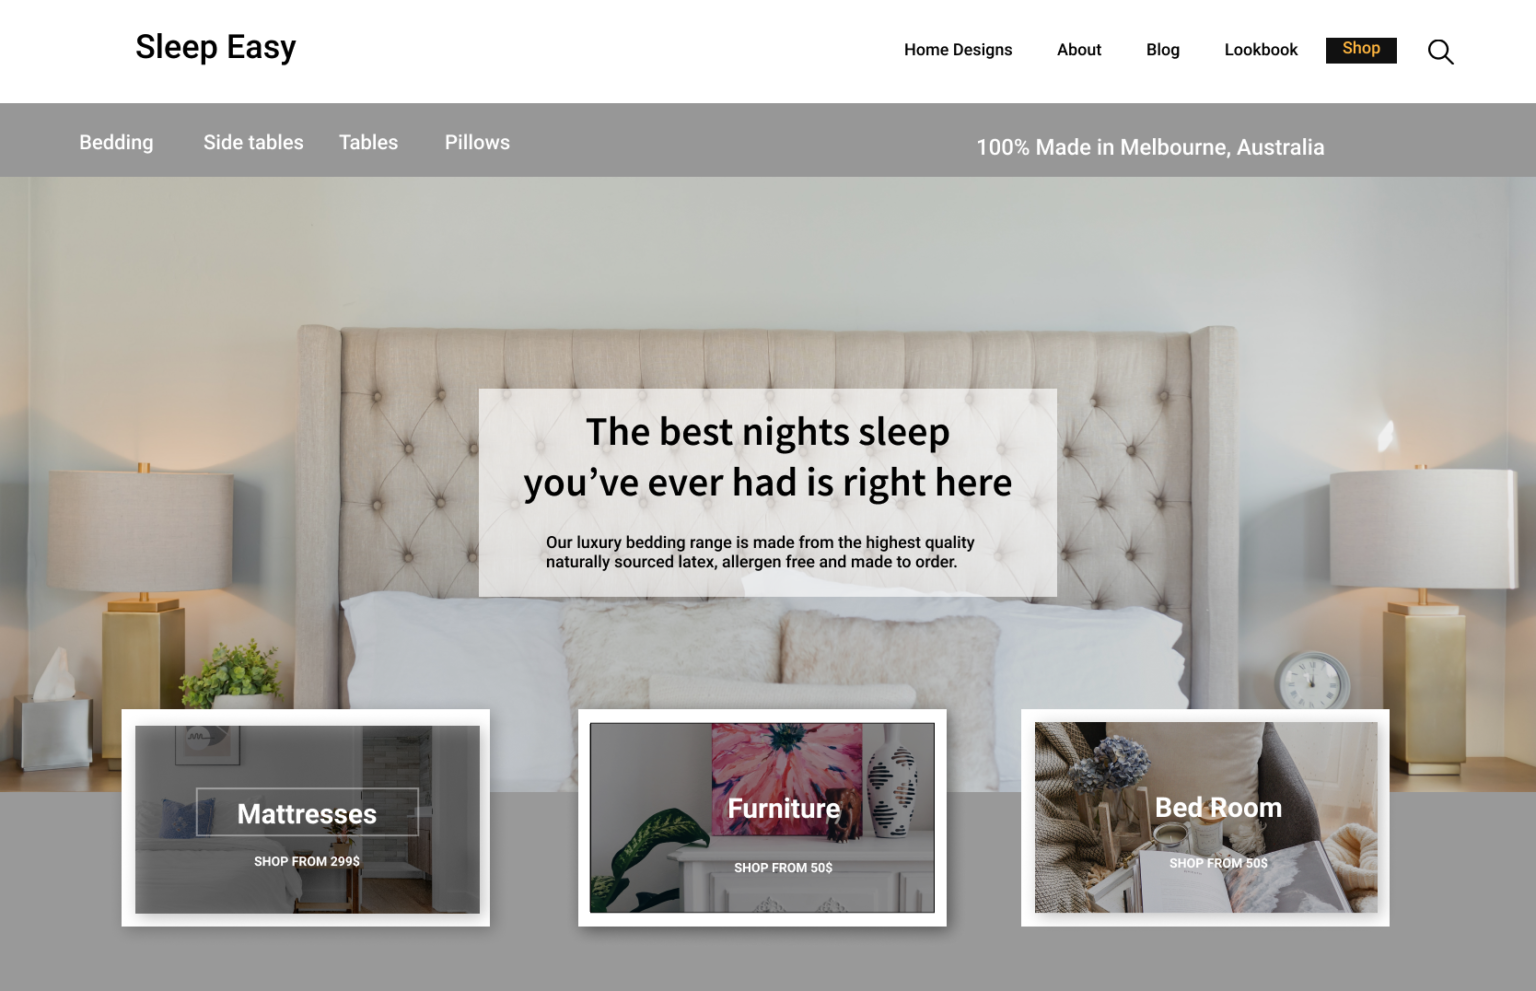 Sleep Easy
Home Designs About Blog Lookbook Shop
Bedding Side tables Tables Pillows
100% Made in Melbourne, Australia
The best nights sleep
you’ve ever had is right here
Our luxury bedding range is made from the highest quality
naturally sourced latex, allergen free and made to order.
Mattresses
SHOP FROM 299$
Furniture
SHOP FROM 50$
Bed Room
SHOP FROM 50$